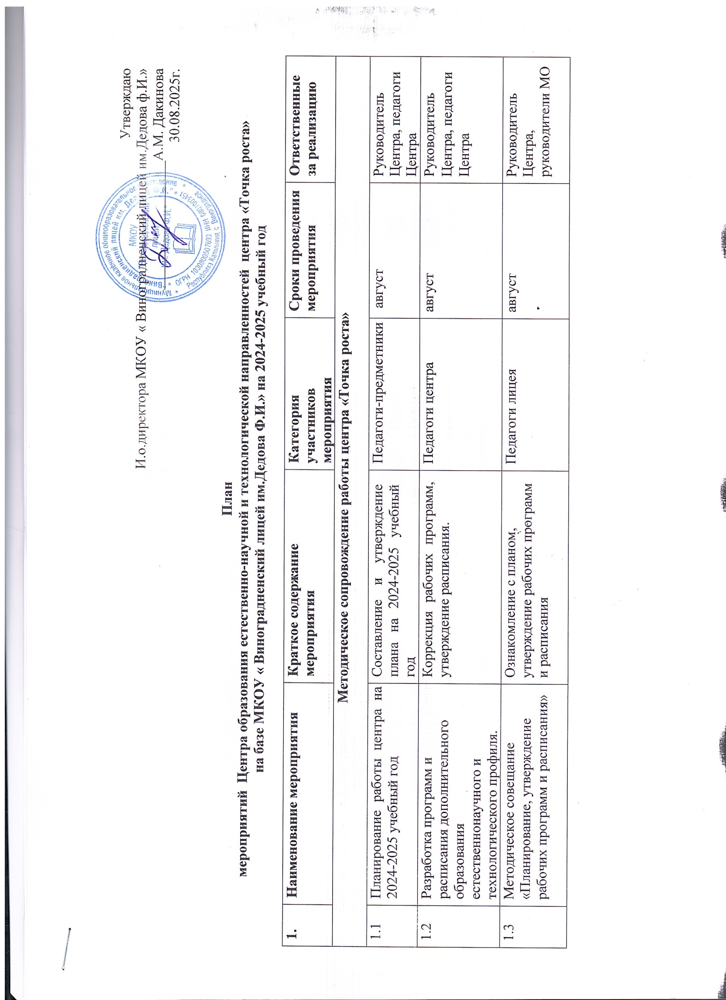 Утверждаю
И.о.директора МКОУ « Виноградненский лицей им.Дедова ф.И.»
А.М. Дакинова
30.08.2025г.
Муниципальное казённое общеобразовательное учреждение
лицей им. Дедова Ф.И."
ОГРН 1030800507693 ИНН 0801003451
Республика Калмыкия, с. Виноградное
МКОУ
План
мероприятий Центра образования естественно-научной и технологической направленностей центра «Точка роста»
на базе МКОУ « Виноградненский лицей им.Дедова Ф.И.» на 2024-2025 учебный год
1.
Наименование мероприятия
Краткое содержание
мероприятия
Категория
участников
мероприятия
Сроки проведения
мероприятия
Ответственные
за реализацию
Методическое сопровождение работы центра «Точка роста»
1.1
Планирование работы центра на
2024-2025 учебный год
Составление и утверждение
плана на 2024-2025 учебный
год
Педагоги-предметники
август
Руководитель
Центра, педагоги
Центра
1.2
Разработка программ и
расписания дополнительного
образования
естественнонаучного и
технологического профиля.
Коррекция рабочих программ,
утверждение расписания.
Педагоги центра
август
Руководитель
Центра, педагоги
Центра
1.3
Методическое совещание
«Планирование, утверждение
рабочих программ и расписания»
Ознакомление с планом,
утверждение рабочих программ
и расписания
Педагоги лицея
август
Руководитель
Центра,
руководители МО